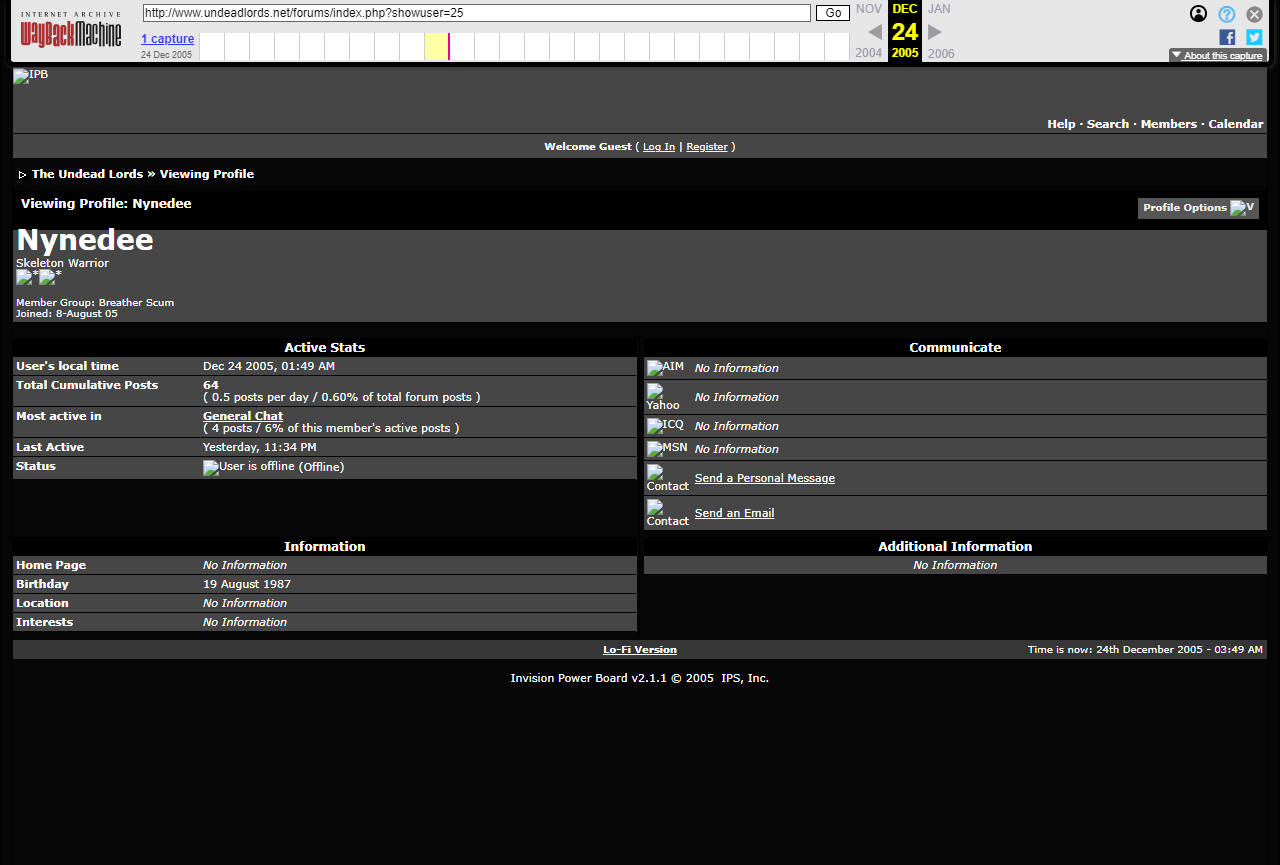 INTERNET ARCHIVE
WayBackMachine
http://www.undeadlords.net/forums/index.php?showuser=25
Go
NOV DEC JAN
1 capture
24
24 Dec 2005
2004 2005 2006
About this capture
IPB
Help · Search · Members · Calendar
Welcome Guest ( Log In | Register )
The Undead Lords » Viewing Profile
Viewing Profile: Nynedee
Profile Options V
Nynedee
Skeleton Warrior
* *
Member Group: Breather Scum
Joined: 8-August 05
Active Stats
User's local time Dec 24 2005, 01:49 AM
Total Cumulative Posts 64
( 0.5 posts per day / 0.60% of total forum posts )
Most active in General Chat
( 4 posts / 6% of this member's active posts )
Last Active Yesterday, 11:34 PM
Status User is offline (Offline)
Communicate
AIM No Information
Yahoo No Information
ICQ No Information
MSN No Information
Contact Send a Personal Message
Contact Send an Email
Information
Home Page No Information
Birthday 19 August 1987
Location No Information
Interests No Information
Additional Information
No Information
Lo-Fi Version
Time is now: 24th December 2005 - 03:49 AM
Invision Power Board v2.1.1 © 2005 IPS, Inc.